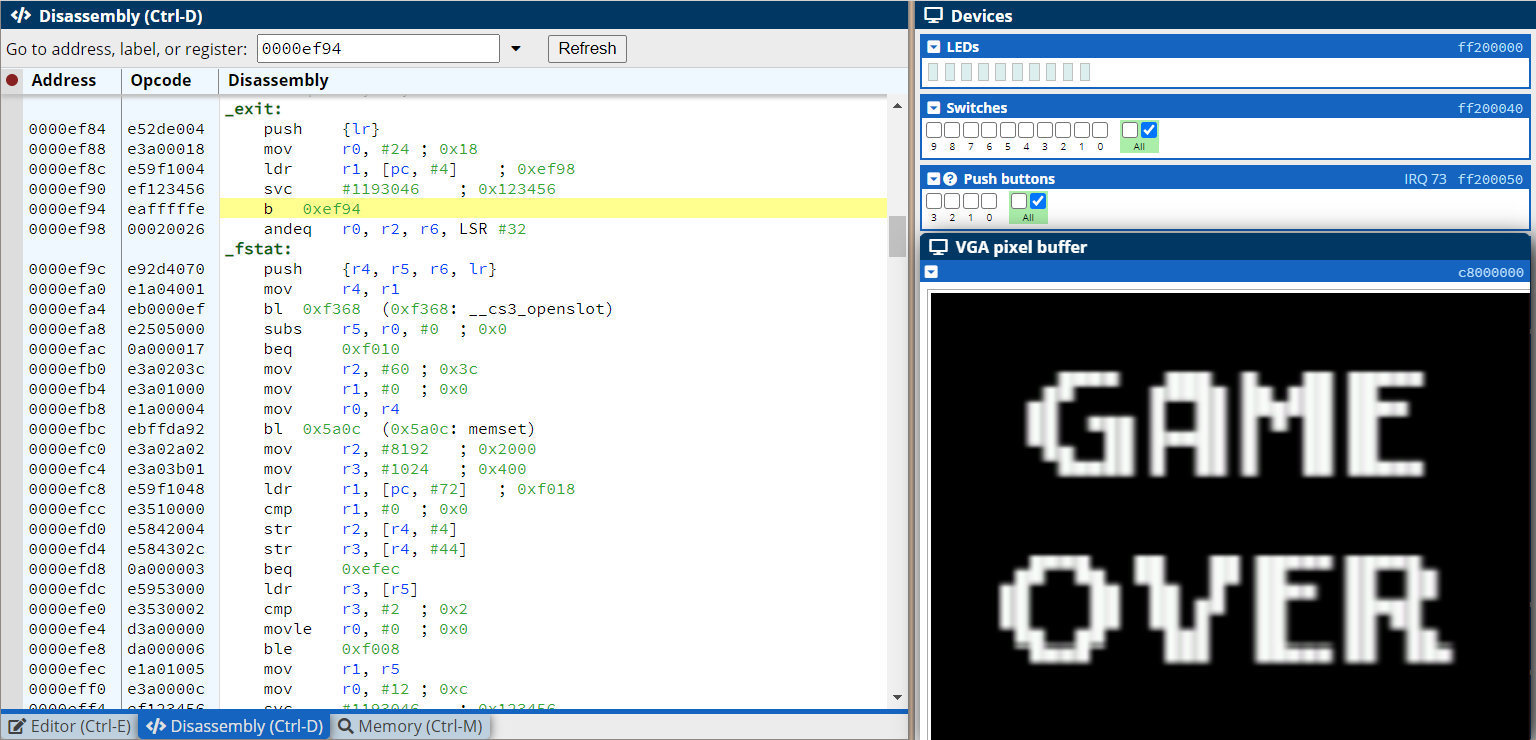 Disassembly (Ctrl-D)
Go to address, label, or register: 0000ef94 Refresh
Address Opcode Disassembly
_exit:
0000ef84 e52de004 push {lr}
0000ef88 e3a00018 mov r0, #24 ; 0x18
0000ef8c e59f1004 ldr r1, [pc, #4] ; 0xef98
0000ef90 ef123456 svc #1193046 ; 0x123456
0000ef94 eafffffe b 0xef94
0000ef98 00020026 andeq r0, r2, r6, LSR #32
_fstat:
0000ef9c e92d4070 push {r4, r5, r6, lr}
0000efa0 e1a04001 mov r4, r1
0000efa4 eb0000ef bl 0xf368 (0xf368: __cs3_openslot)
0000efa8 e2505000 subs r5, r0, #0 ; 0x0
0000efac 0a000017 beq 0xf010
0000efb0 e3a0203c mov r2, #60 ; 0x3c
0000efb4 e3a01000 mov r1, #0 ; 0x0
0000efb8 e1a00004 mov r0, r4
0000efbc ebffda92 bl 0x5a0c (0x5a0c: memset)
0000efc0 e3a02a02 mov r2, #8192 ; 0x2000
0000efc4 e3a03b01 mov r3, #1024 ; 0x400
0000efc8 e59f1048 ldr r1, [pc, #72] ; 0xf018
0000efcc e3510000 cmp r1, #0 ; 0x0
0000efd0 e5842004 str r2, [r4, #4]
0000efd4 e584302c str r3, [r4, #44]
0000efd8 0a000003 beq 0xefec
0000efdc e5953000 ldr r3, [r5]
0000efe0 e3530002 cmp r3, #2 ; 0x2
0000efe4 d3a00000 movle r0, #0 ; 0x0
0000efe8 da000006 ble 0xf008
0000efec e1a01005 mov r1, r5
0000eff0 e3a0000c mov r0, #12 ; 0xc
0000eff4 ef123456 svc #1193046 ; 0x123456
Editor (Ctrl-E) Disassembly (Ctrl-D) Memory (Ctrl-M)
Devices
LEDs ff200000
Switches ff200040
9 8 7 6 5 4 3 2 1 0 All
Push buttons IRQ 73 ff200050
3 2 1 0 All
VGA pixel buffer
c8000000
GAME
OVER